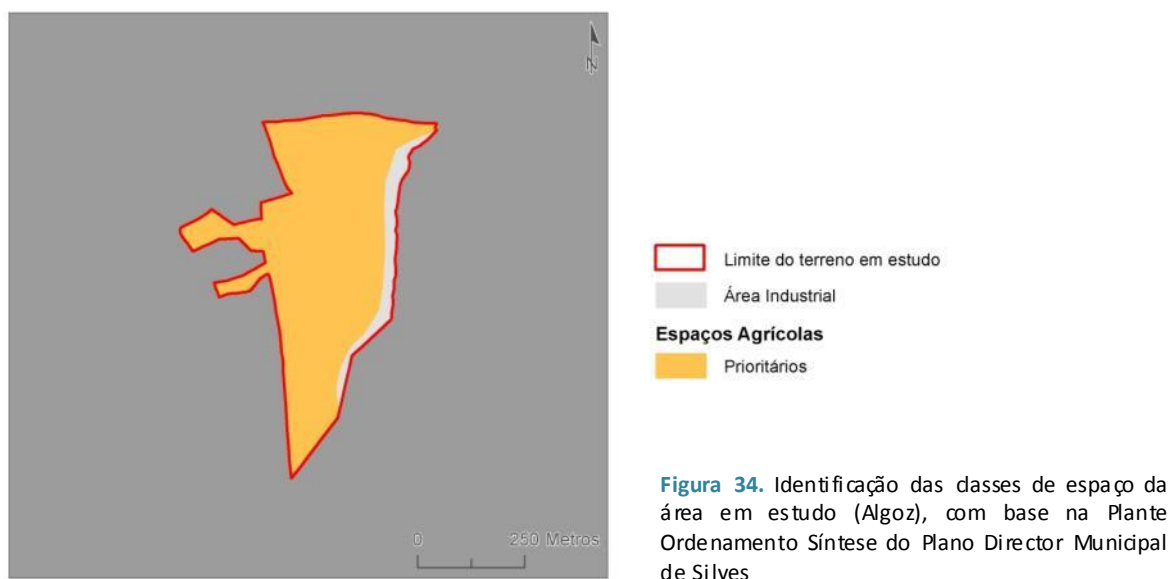 N
0 250 Metros
Limite do terreno em estudo
Área Industrial
Espaços Agrícolas
Prioritários
Figura 34. Identificação das classes de espaço da
área em estudo (Algoz), com base na Plante
Ordenamento Síntese do Plano Director Municipal
de Silves